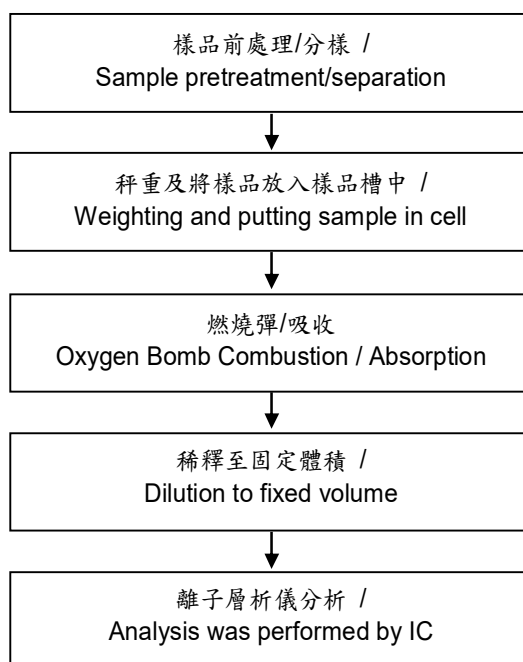 樣品前處理/分樣 /
Sample pretreatment/separation
秤重及將樣品放入樣品槽中 /
Weighting and putting sample in cell
燃燒彈/吸收
Oxygen Bomb Combustion / Absorption
稀釋至固定體積 /
Dilution to fixed volume
離子層析儀分析 /
Analysis was performed by IC